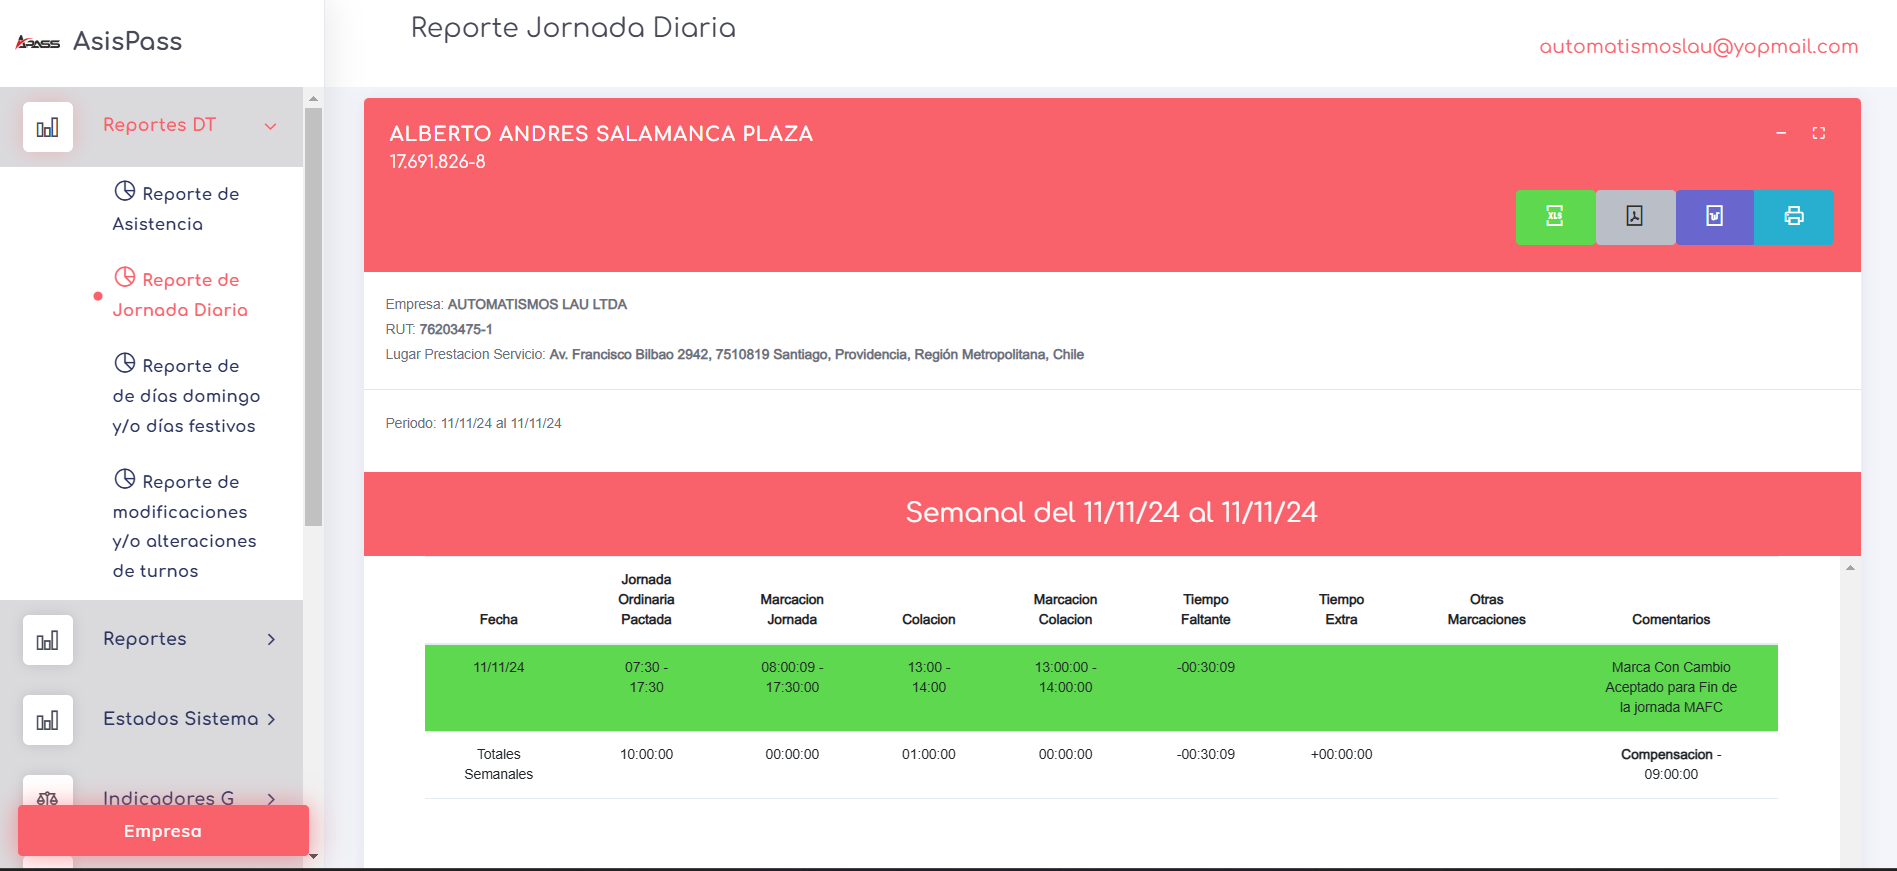 APASS AsisPass
Reporte Jornada Diaria
automatismoslau@yopmail.com
Reportes DT
Reporte de
Asistencia
Reporte de
Jornada Diaria
Reporte de
de días domingo
y/o días festivos
Reporte de
modificaciones
y/o alteraciones
de turnos
Reportes
Estados Sistema
Indicadores G
Empresa
ALBERTO ANDRES SALAMANCA PLAZA
17.691.826-8
XLS
Empresa: AUTOMATISMOS LAU LTDA
RUT: 76203475-1
Lugar Prestacion Servicio: Av. Francisco Bilbao 2942, 7510819 Santiago, Providencia, Región Metropolitana, Chile
Periodo: 11/11/24 al 11/11/24
Semanal del 11/11/24 al 11/11/24
Fecha
Jornada
Ordinaria
Pactada
Marcacion
Jornada
Colacion
Marcacion
Colacion
Tiempo
Faltante
Tiempo
Extra
Otras
Marcaciones
Comentarios
11/11/24
07:30 -
17:30
08:00:09 -
17:30:00
13:00 -
14:00
13:00:00 -
14:00:00
-00:30:09
Marca Con Cambio
Aceptado para Fin de
la jornada MAFC
Totales
Semanales
10:00:00
00:00:00
01:00:00
00:00:00
-00:30:09
+00:00:00
Compensacion -
09:00:00